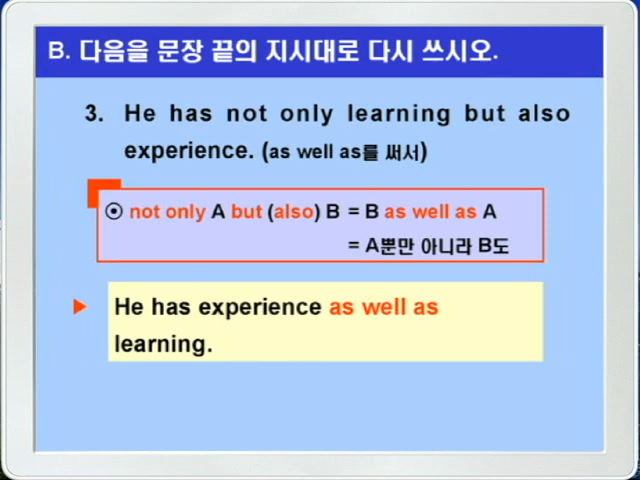 B. 다음을 문장 끝의 지시대로 다시 쓰시오.
3. He has not only learning but also
experience. (as well as를 써서)
⊙ not only A but (also) B = B as well as A
= A뿐만 아니라 B도
▶ He has experience as well as
learning.